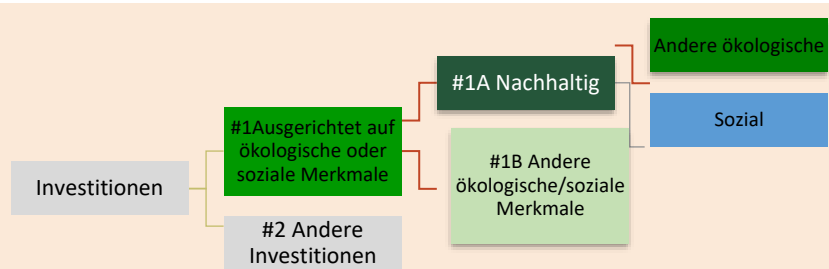 Andere ökologische
#1A Nachhaltig
#1Ausgerichtet auf
ökologische oder
soziale Merkmale
Sozial
#1B Andere
ökologische/soziale
Merkmale
Investitionen
#2 Andere
Investitionen